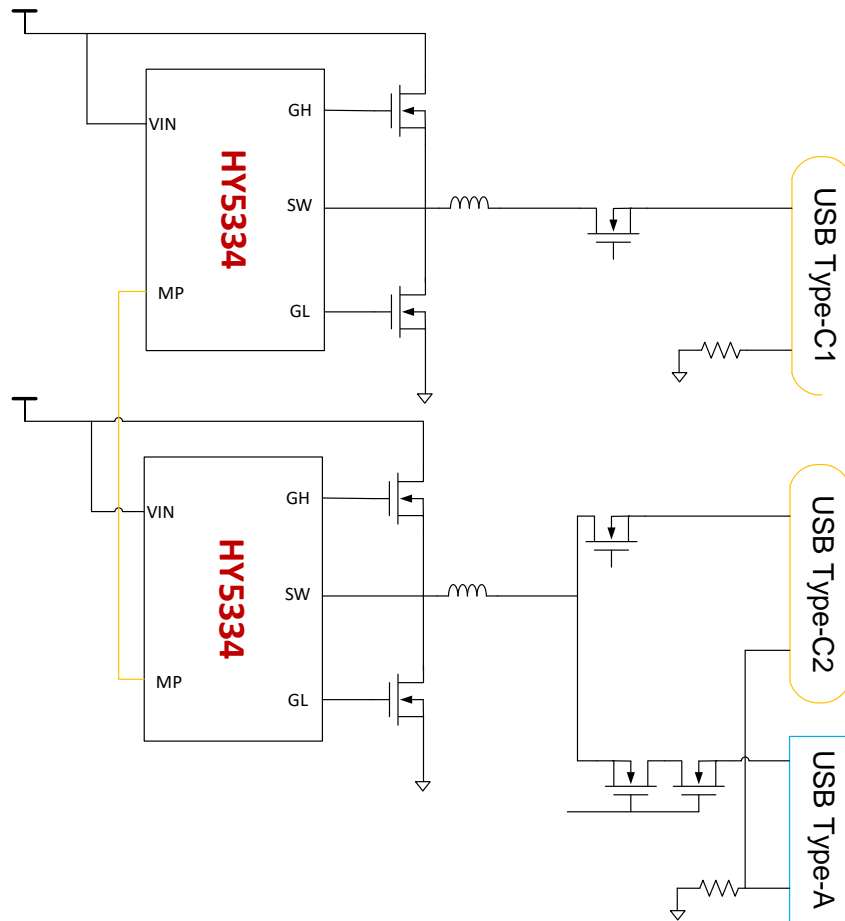 VIN
GH
HY5334
SW
MP
GL
USB Type-C1
VIN
GH
HY5334
SW
MP
GL
USB Type-C2
USB Type-A